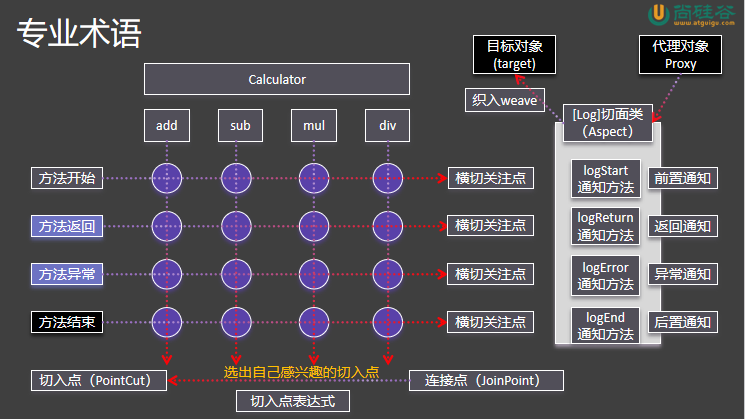 专业术语
尚硅谷
www.atguigu.com
目标对象
(target)
代理对象
Proxy
Calculator
织入weave
[Log]切面类
(Aspect)
add
sub
mul
div
方法开始
横切关注点
logStart
通知方法
前置通知
方法返回
横切关注点
logReturn
通知方法
返回通知
方法异常
横切关注点
logError
通知方法
异常通知
方法结束
横切关注点
logEnd
通知方法
后置通知
切入点（PointCut）
选出自己感兴趣的切入点
连接点（JoinPoint）
切入点表达式